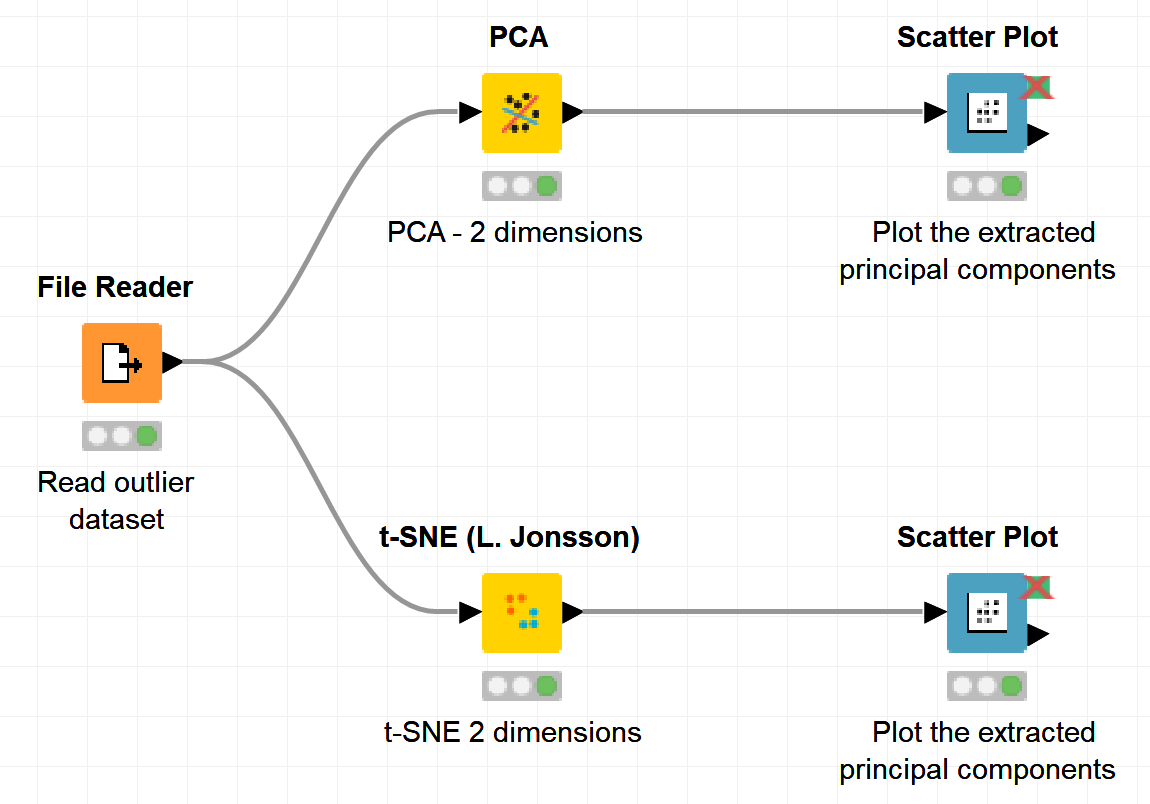 PCA
Scatter Plot
PCA - 2 dimensions
Plot the extracted
principal components
File Reader
Read outlier
dataset
t-SNE (L. Jonsson)
Scatter Plot
t-SNE 2 dimensions
Plot the extracted
principal components